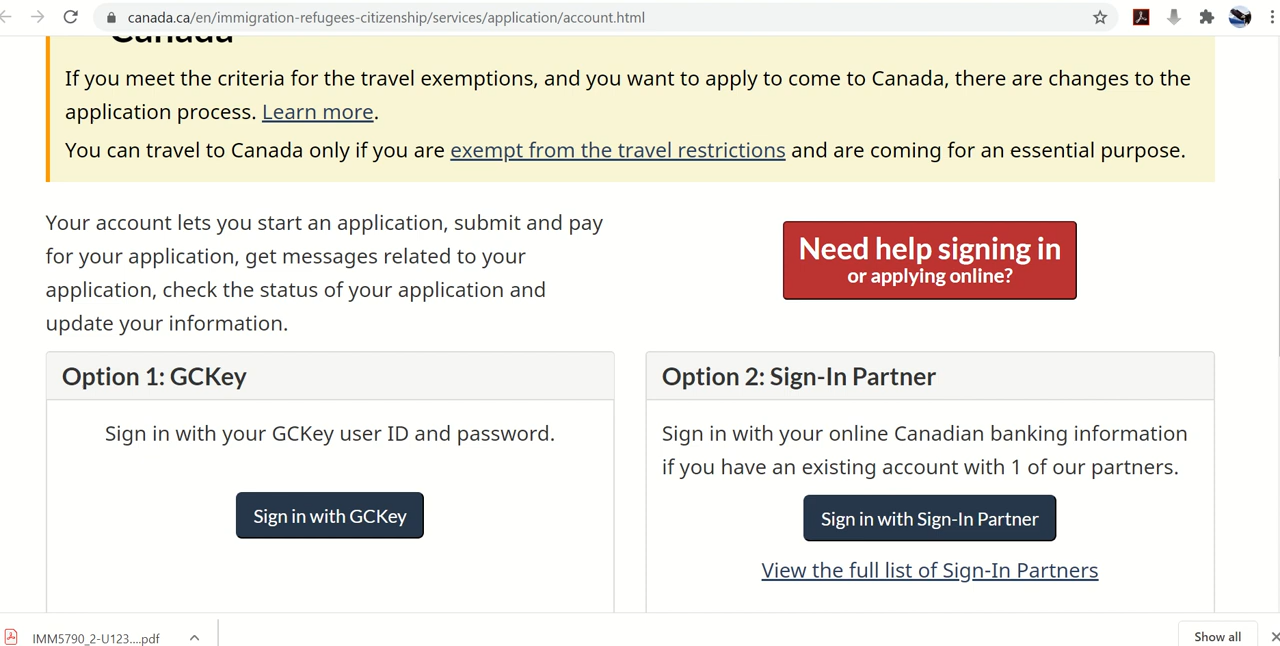 canada.ca/en/immigration-refugees-citizenship/services/application/account.html
Canada
If you meet the criteria for the travel exemptions, and you want to apply to come to Canada, there are changes to the
application process. Learn more.
You can travel to Canada only if you are exempt from the travel restrictions and are coming for an essential purpose.
Your account lets you start an application, submit and pay
for your application, get messages related to your
application, check the status of your application and
update your information.
Need help signing in
or applying online?
Option 1: GCKey
Sign in with your GCKey user ID and password.
Sign in with GCKey
Option 2: Sign-In Partner
Sign in with your online Canadian banking information
if you have an existing account with 1 of our partners.
Sign in with Sign-In Partner
View the full list of Sign-In Partners
IMM5790_2-U123....pdf
Show all